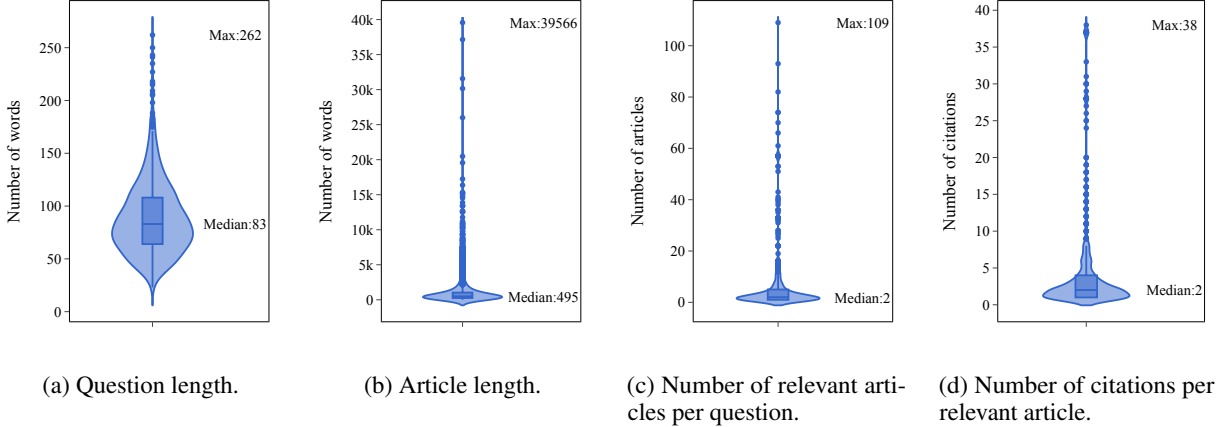 Number of words
250
200
150
100
50
0
Max:262
Median:83
(a) Question length.
Number of words
40k
35k
30k
25k
20k
15k
10k
5k
0
Max:39566
Median:495
(b) Article length.
Number of articles
100
80
60
40
20
0
Max:109
Median:2
(c) Number of relevant arti-
cles per question.
Number of citations
40
35
30
25
20
15
10
5
0
Max:38
Median:2
(d) Number of citations per
relevant article.